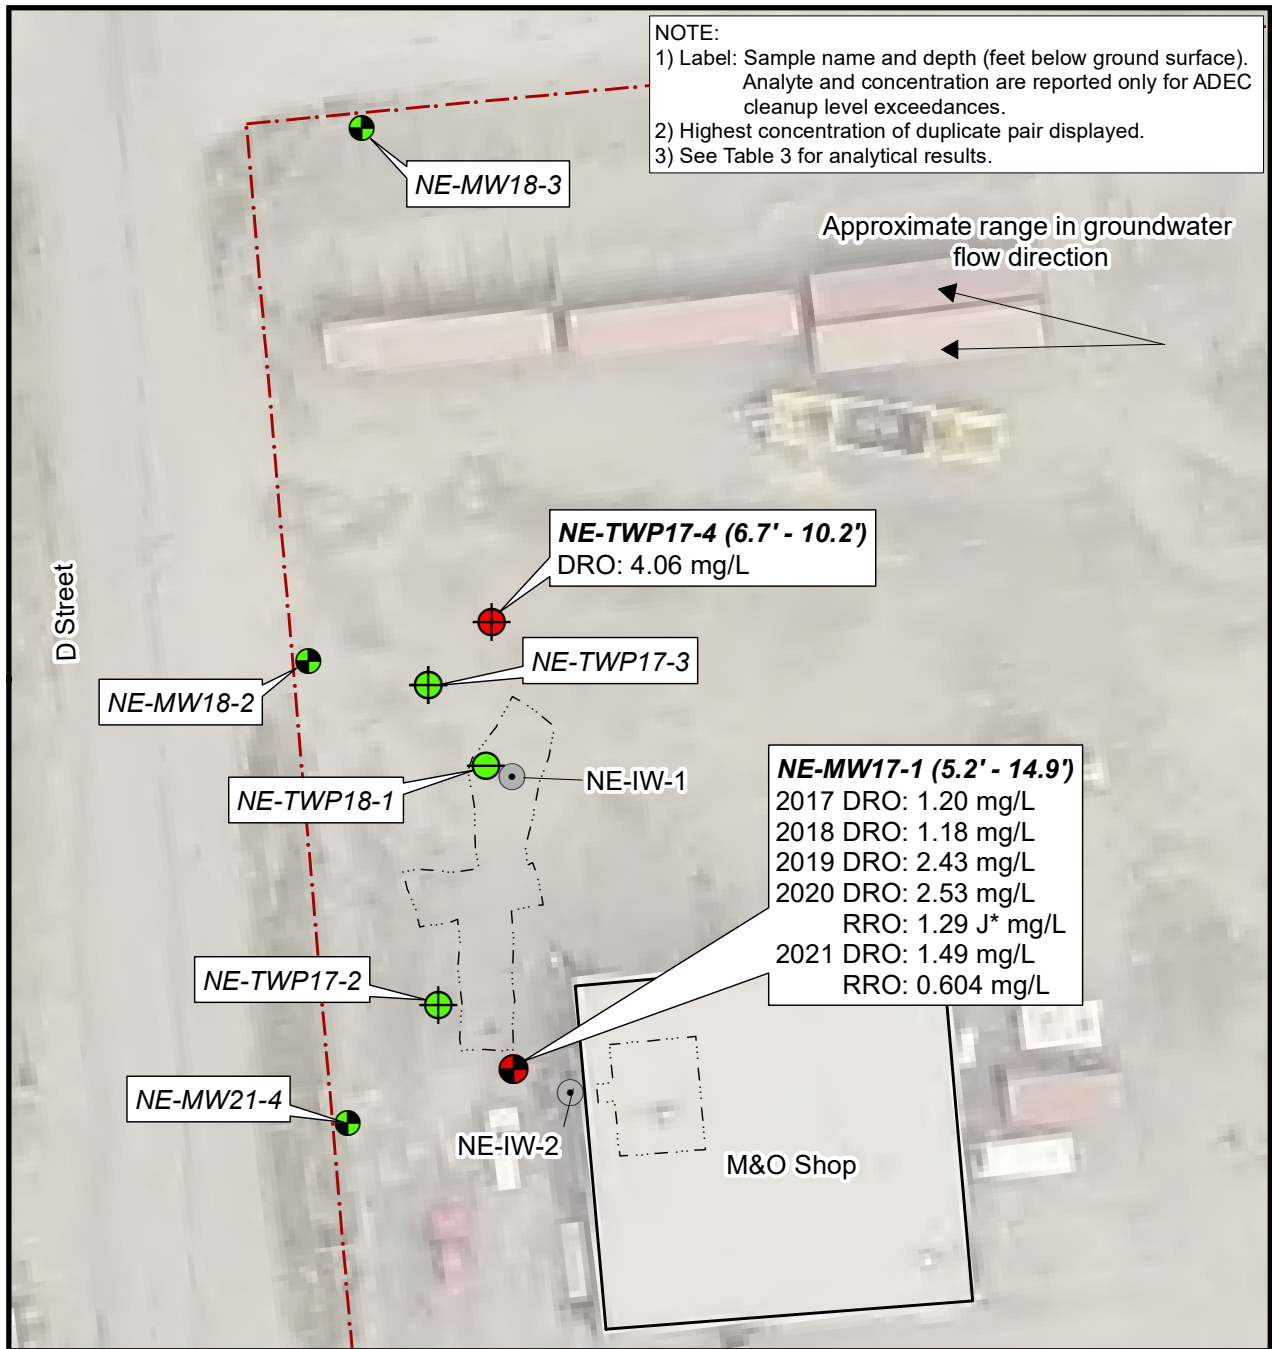 NOTE:
1) Label: Sample name and depth (feet below ground surface).
Analyte and concentration are reported only for ADEC
cleanup level exceedances.
2) Highest concentration of duplicate pair displayed.
3) See Table 3 for analytical results.
NE-MW18-3
Approximate range in groundwater
flow direction
NE-TWP17-4 (6.7' - 10.2')
DRO: 4.06 mg/L
D Street
NE-TWP17-3
NE-MW18-2
NE-TWP18-1
NE-IW-1
NE-MW17-1 (5.2' - 14.9')
2017 DRO: 1.20 mg/L
2018 DRO: 1.18 mg/L
2019 DRO: 2.43 mg/L
2020 DRO: 2.53 mg/L
RRO: 1.29 J* mg/L
2021 DRO: 1.49 mg/L
RRO: 0.604 mg/L
NE-TWP17-2
NE-MW21-4
NE-IW-2
M&O Shop